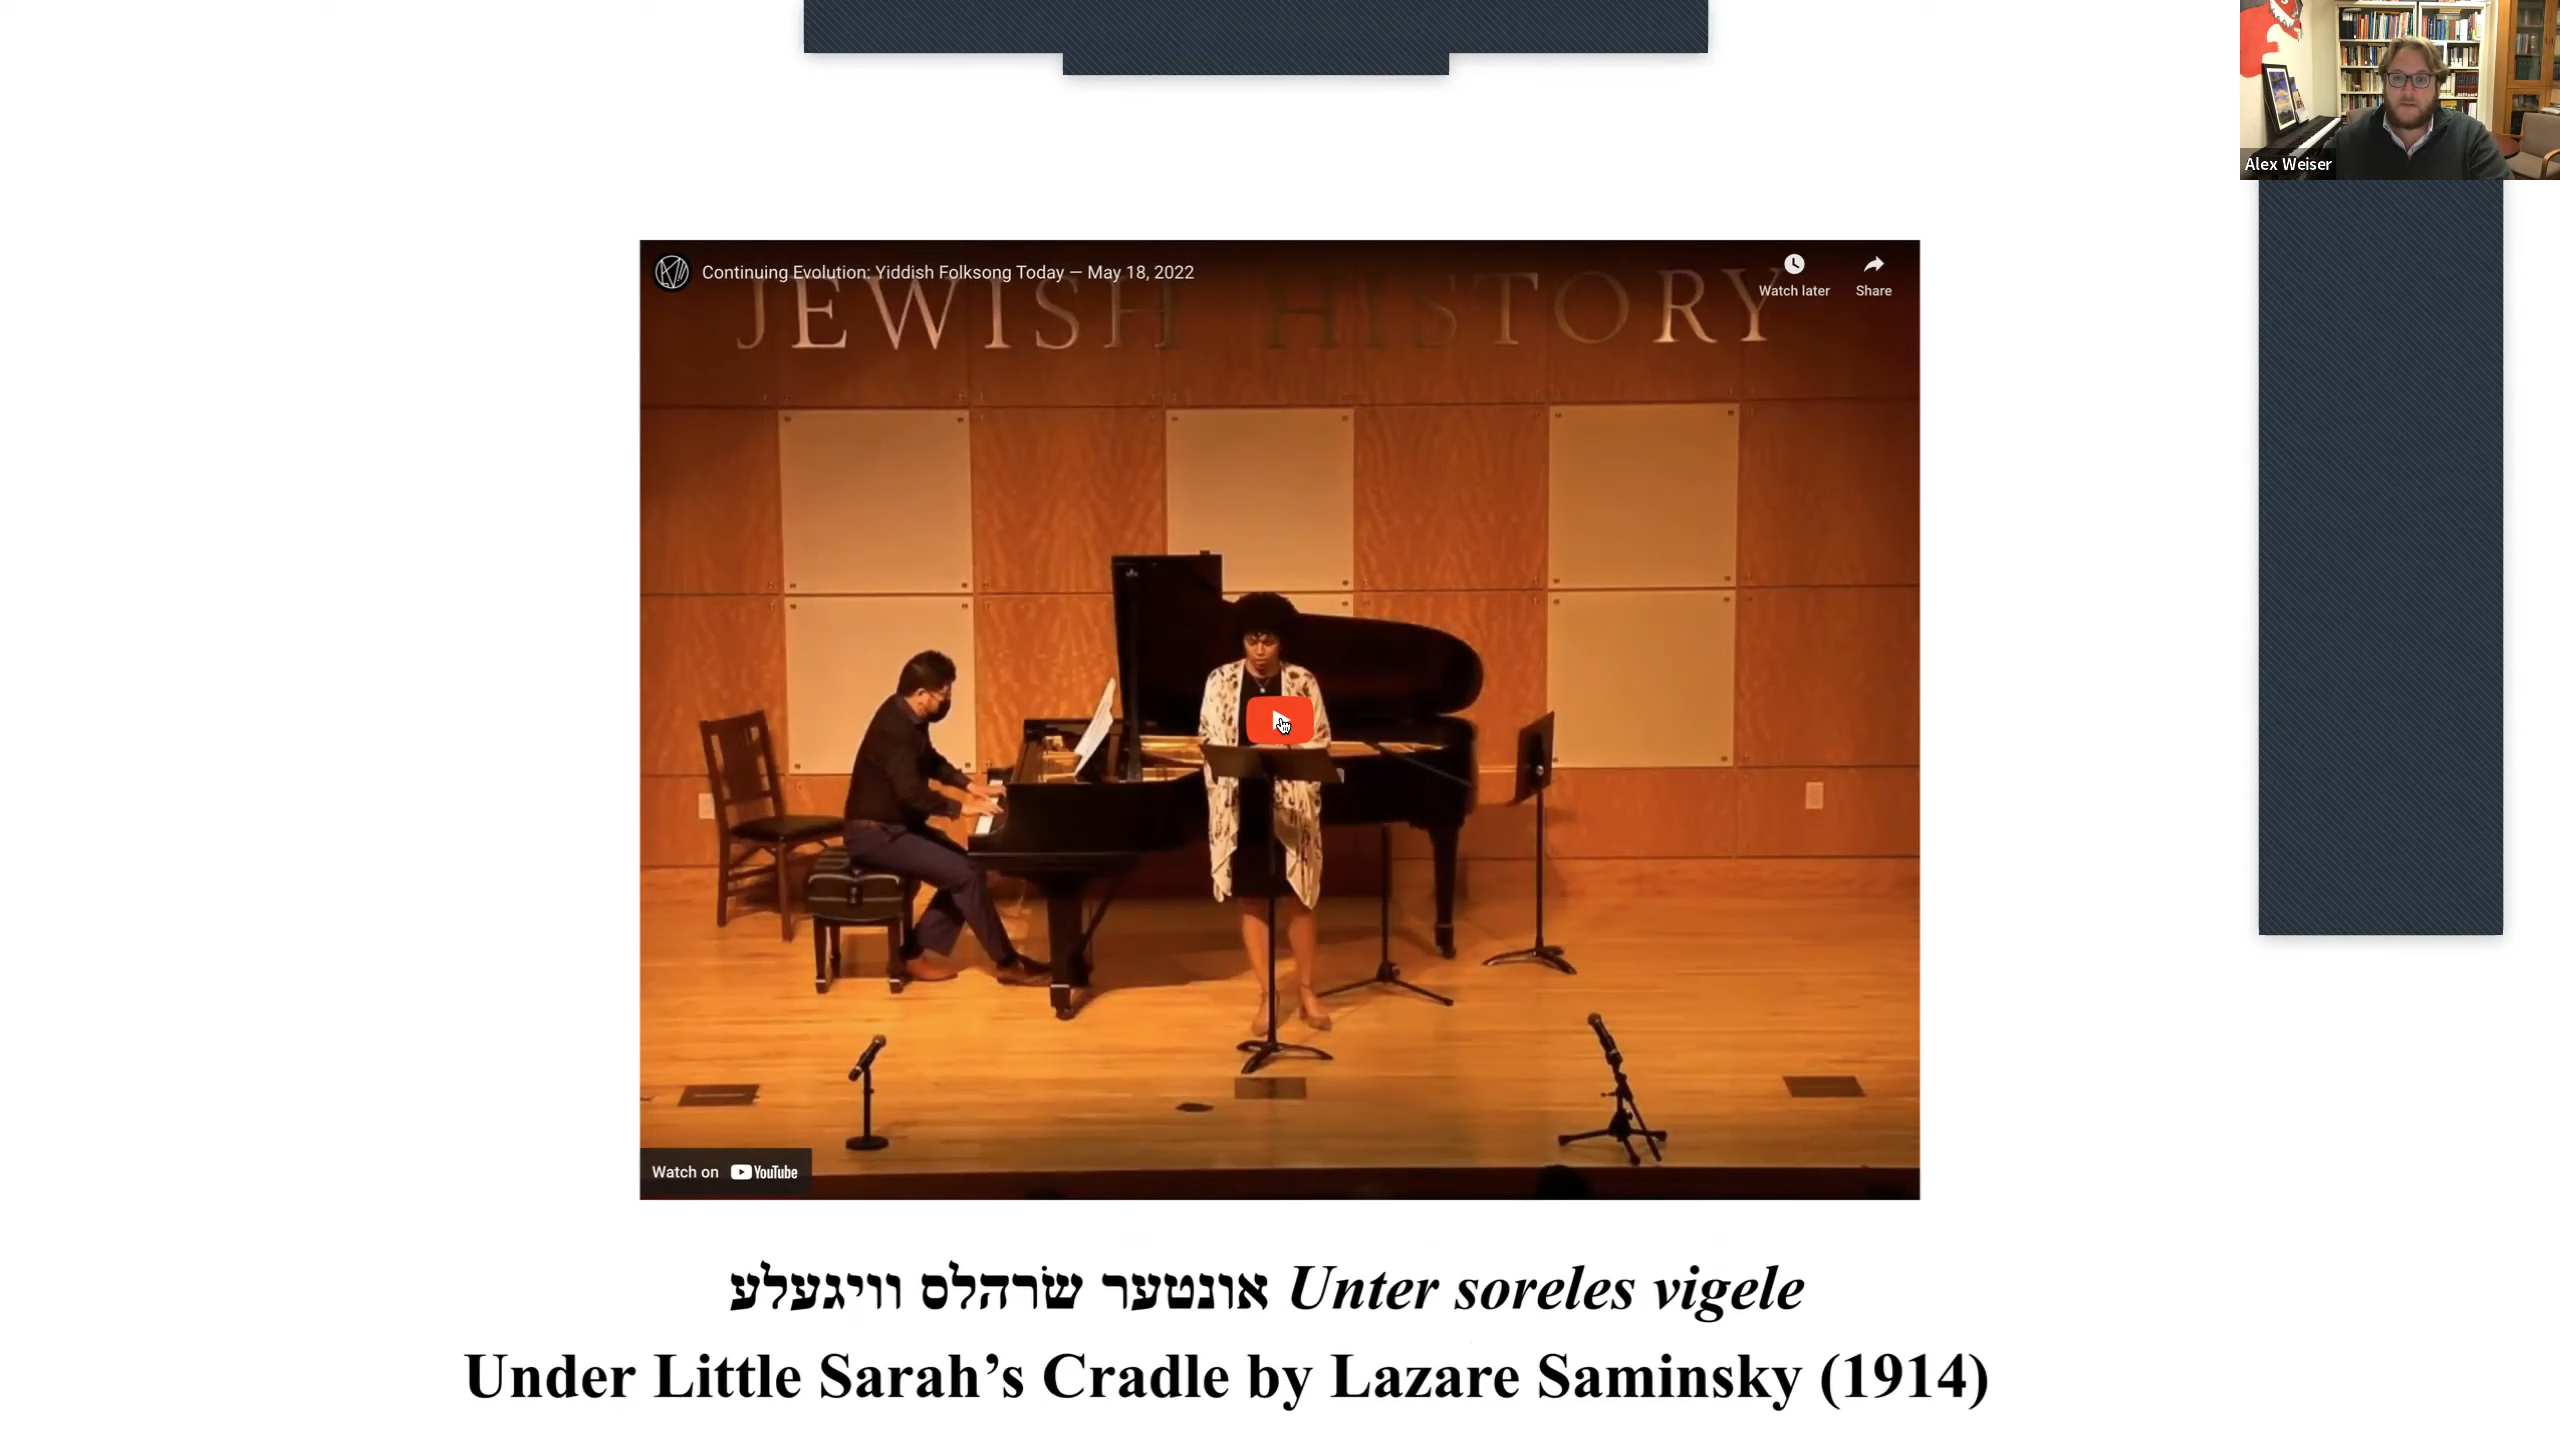 Alex Weiser
Continuing Evolution: Yiddish Folksong Today — May 18, 2022
Watch later
Share
JEWISH HISTORY
Watch on YouTube
אונטער שׂרהלס וויגעלע Unter soreles vigele
Under Little Sarah’s Cradle by Lazare Saminsky (1914)